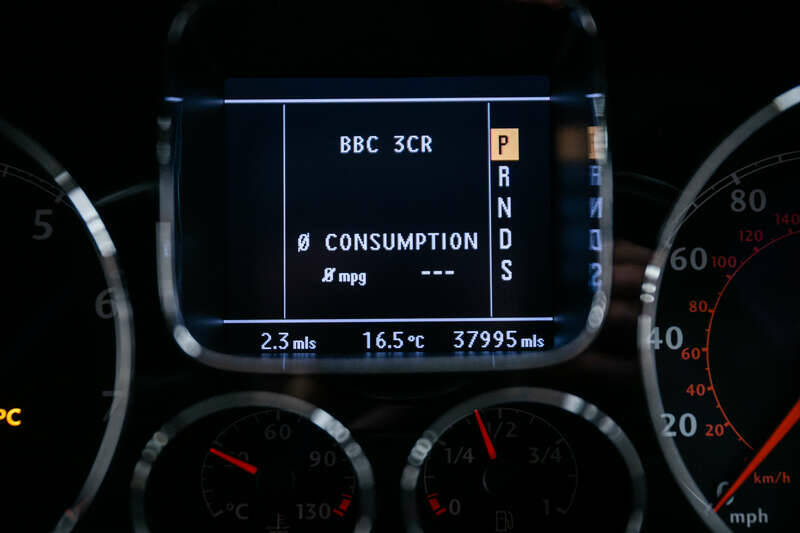 BBC 3CR
P
R
N
D
S
Ø CONSUMPTION
Ø mpg ---
2.3 mls 16.5 °C 37995 mls
5
6
7
PC
60
90
130
°C
0
1/4
1/2
3/4
1
80
60
40
20
0
mph
140
120
100
80
60
40
20
km/h